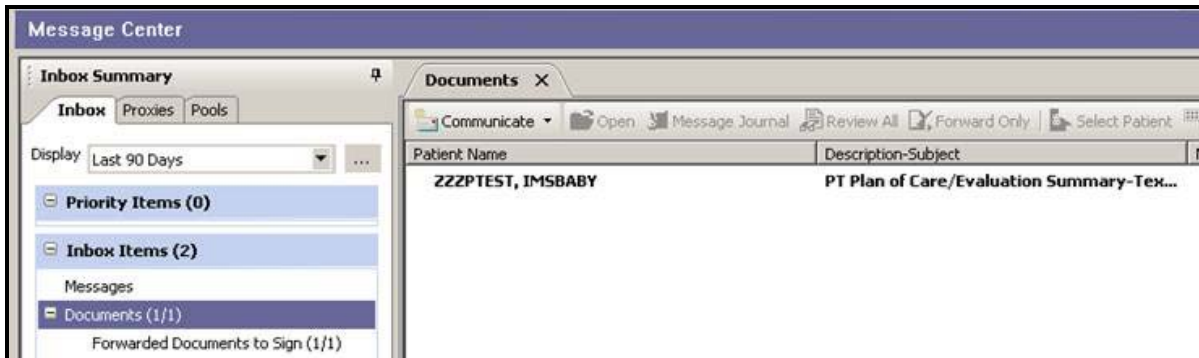 Message Center
Inbox Summary
Inbox Proxies Pools
Display Last 90 Days ...
Priority Items (0)
Inbox Items (2)
Messages
Documents (1/1)
Forwarded Documents to Sign (1/1)
Documents X
Communicate Open Message Journal Review All Forward Only Select Patient
Patient Name Description-Subject
ZZZPTEST, IMSBABY PT Plan of Care/Evaluation Summary-Tex...